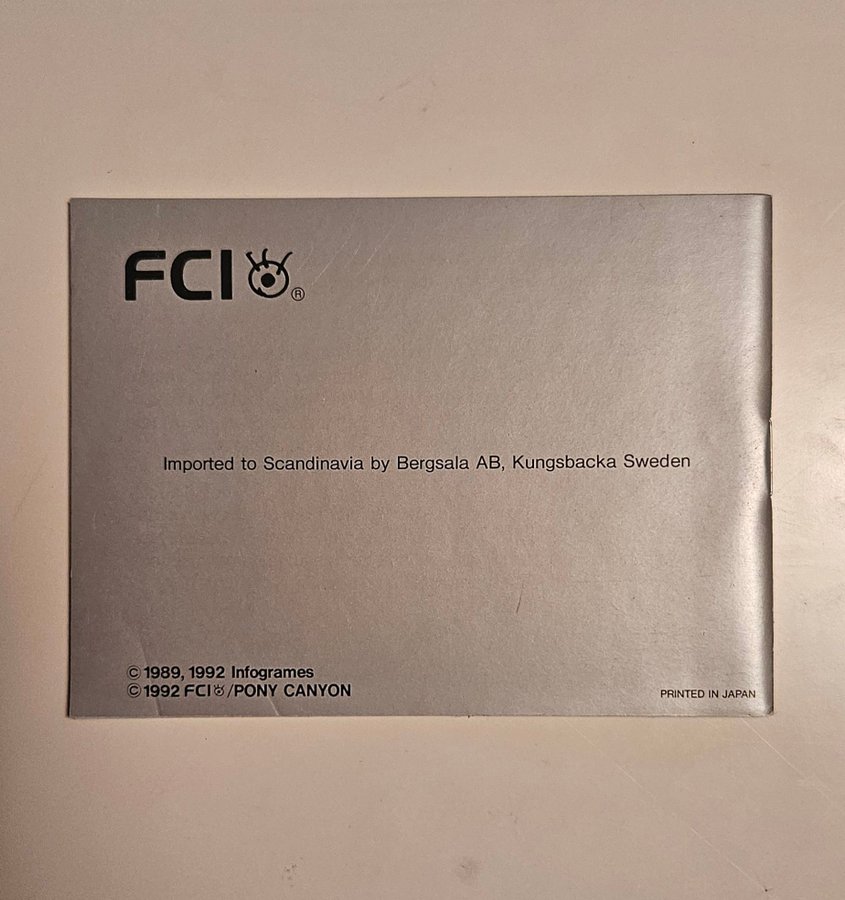 FCI ®
Imported to Scandinavia by Bergsala AB, Kungsbacka Sweden
© 1989, 1992 Infogrames
© 1992 FCI /PONY CANYON
PRINTED IN JAPAN